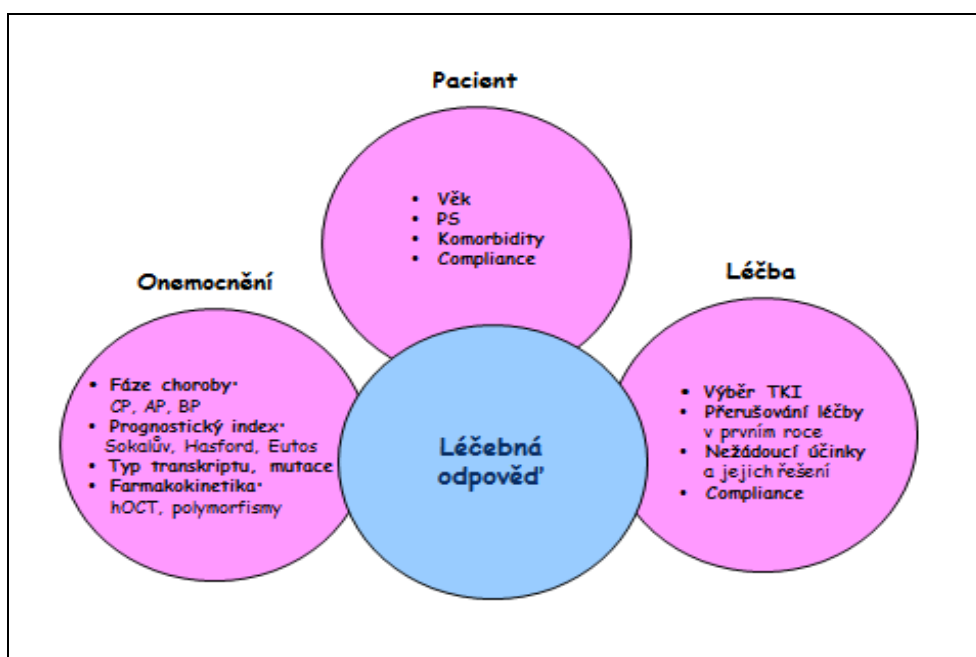 Pacient
• Věk
• PS
• Komorbidity
• Compliance
Onemocnění
• Fáze choroby·
CP, AP, BP
• Prognostický index·
Sokalův, Hasford, Eutos
• Typ transkriptu, mutace
• Farmakokinetika·
hOCT, polymorfismy
Léčebná
odpověď
Léčba
• Výběr TKI
• Přerušování léčby
v prvním roce
• Nežádoucí účinky
a jejich řešení
• Compliance